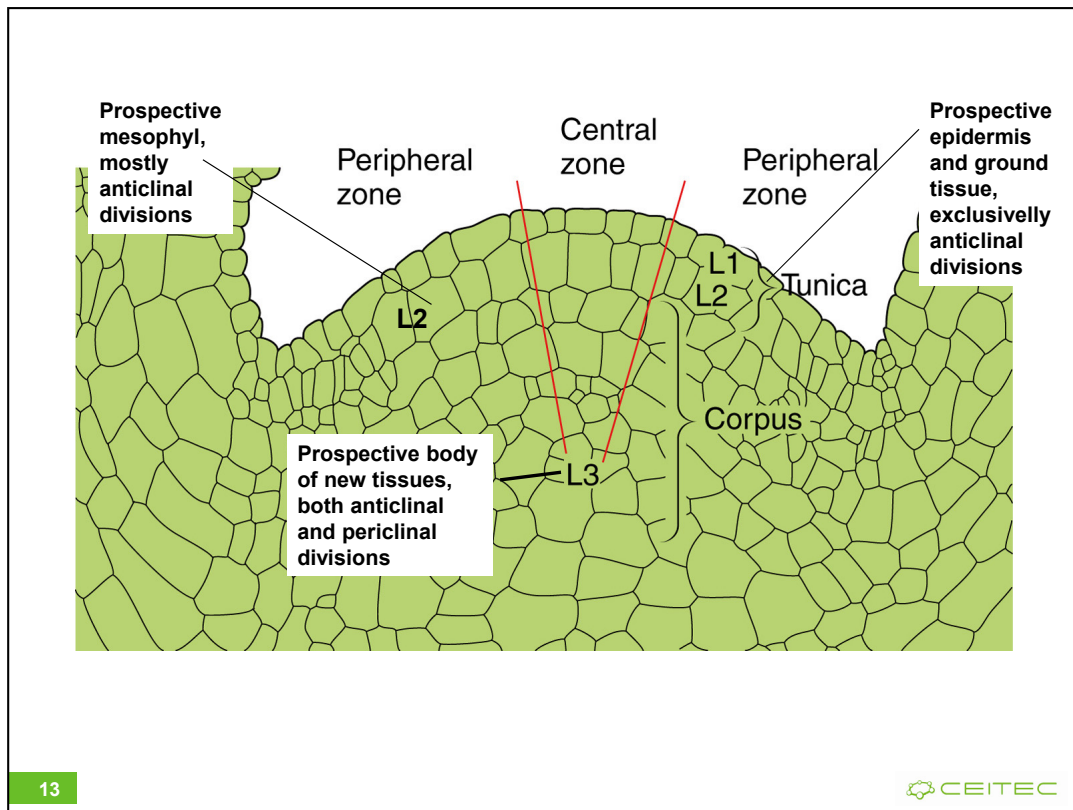 Prospective
mesophyl,
mostly
anticlinal
divisions
Peripheral
zone
Central
zone
Peripheral
zone
Prospective
epidermis
and ground
tissue,
exclusivelly
anticlinal
divisions
L1
L2
Tunica
L2
Corpus
Prospective body
of new tissues,
both anticlinal
and periclinal
divisions
L3
13
CEITEC